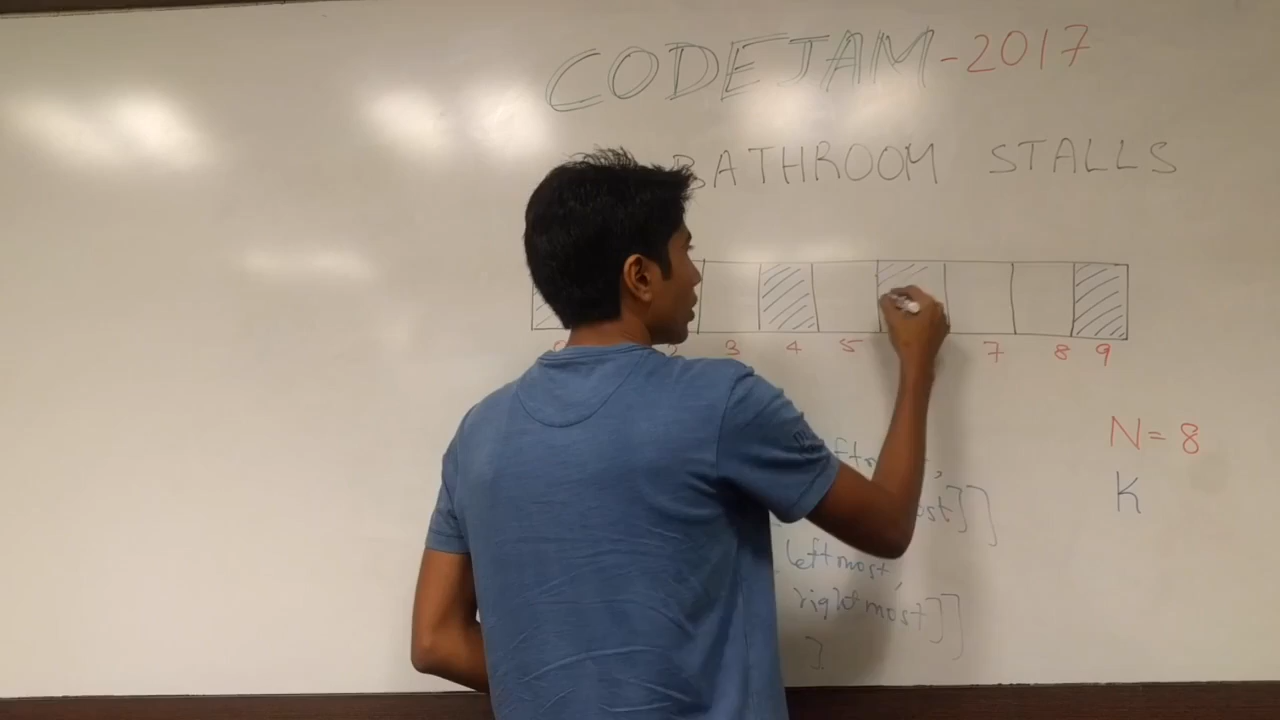 CODEJAM-2017
BATHROOM STALLS
3 4 5 7 8 9
N = 8
K
leftmost,
rightmost]]
]